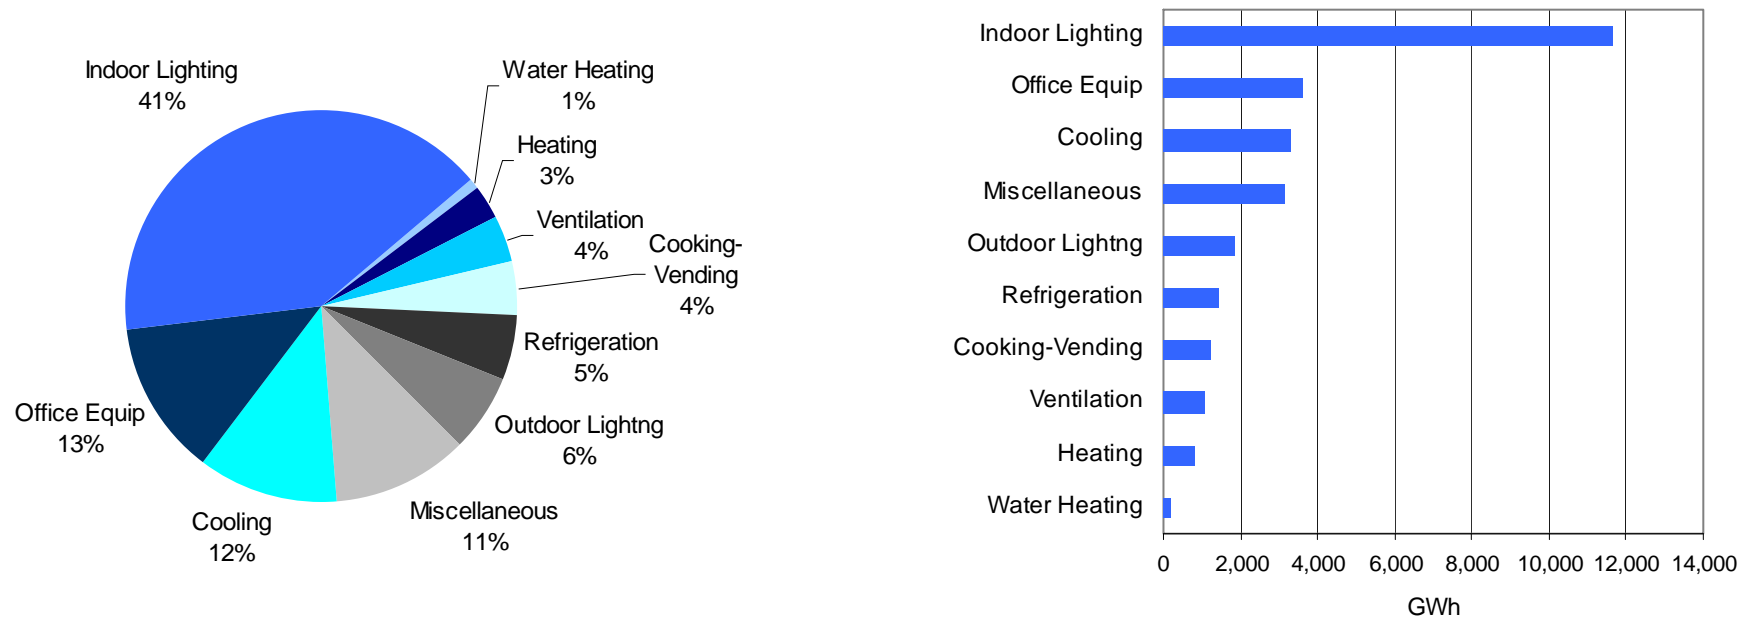 Indoor Lighting
41%
Water Heating
1%
Heating
3%
Ventilation
4%
Cooking-
Vending
4%
Refrigeration
5%
Outdoor Lightng
6%
Miscellaneous
11%
Cooling
12%
Office Equip
13%
Indoor Lighting
Office Equip
Cooling
Miscellaneous
Outdoor Lightng
Refrigeration
Cooking-Vending
Ventilation
Heating
Water Heating
0 2,000 4,000 6,000 8,000 10,000 12,000 14,000
GWh